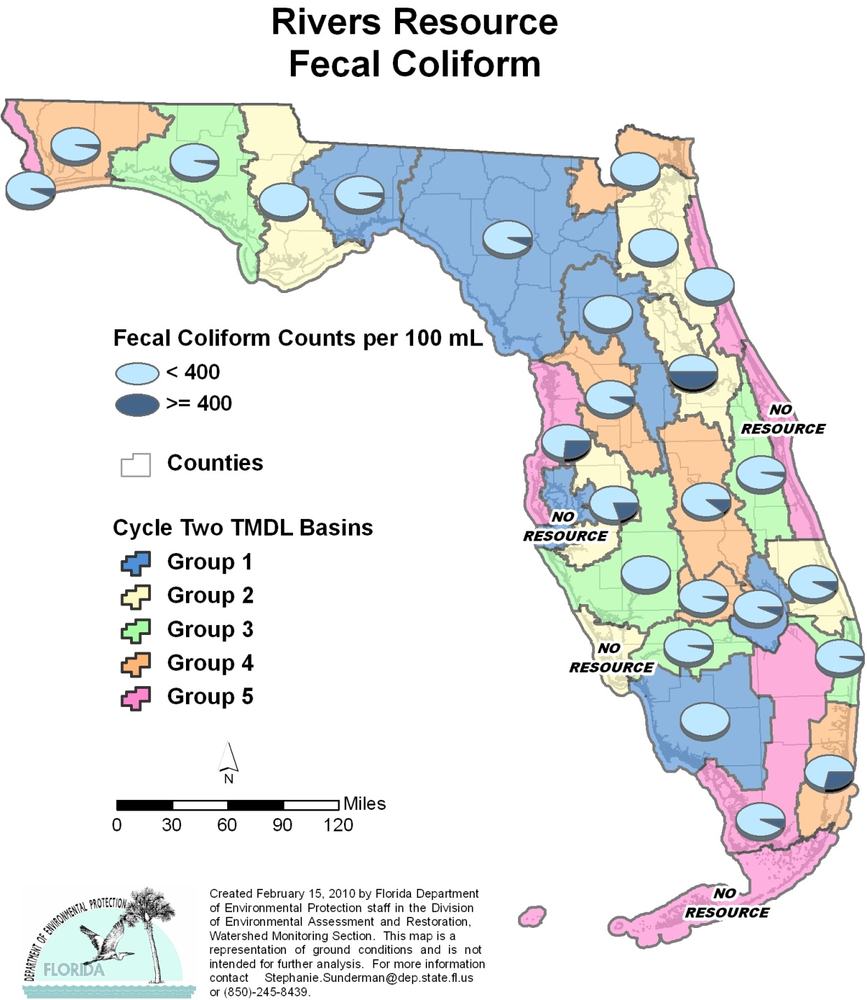 Rivers Resource
Fecal Coliform
Fecal Coliform Counts per 100 mL
< 400
>= 400
Counties
Cycle Two TMDL Basins
Group 1
Group 2
Group 3
Group 4
Group 5
NO
RESOURCE
NO
RESOURCE
NO
RESOURCE
NO
RESOURCE
N
Miles
0 30 60 90 120
DEPARTMENT OF ENVIRONMENTAL PROTECTION
FLORIDA
Created February 15, 2010 by Florida Department
of Environmental Protection staff in the Division
of Environmental Assessment and Restoration,
Watershed Monitoring Section. This map is a
representation of ground conditions and is not
intended for further analysis. For more information
contact Stephanie.Sunderman@dep.state.fl.us
or (850)-245-8439.